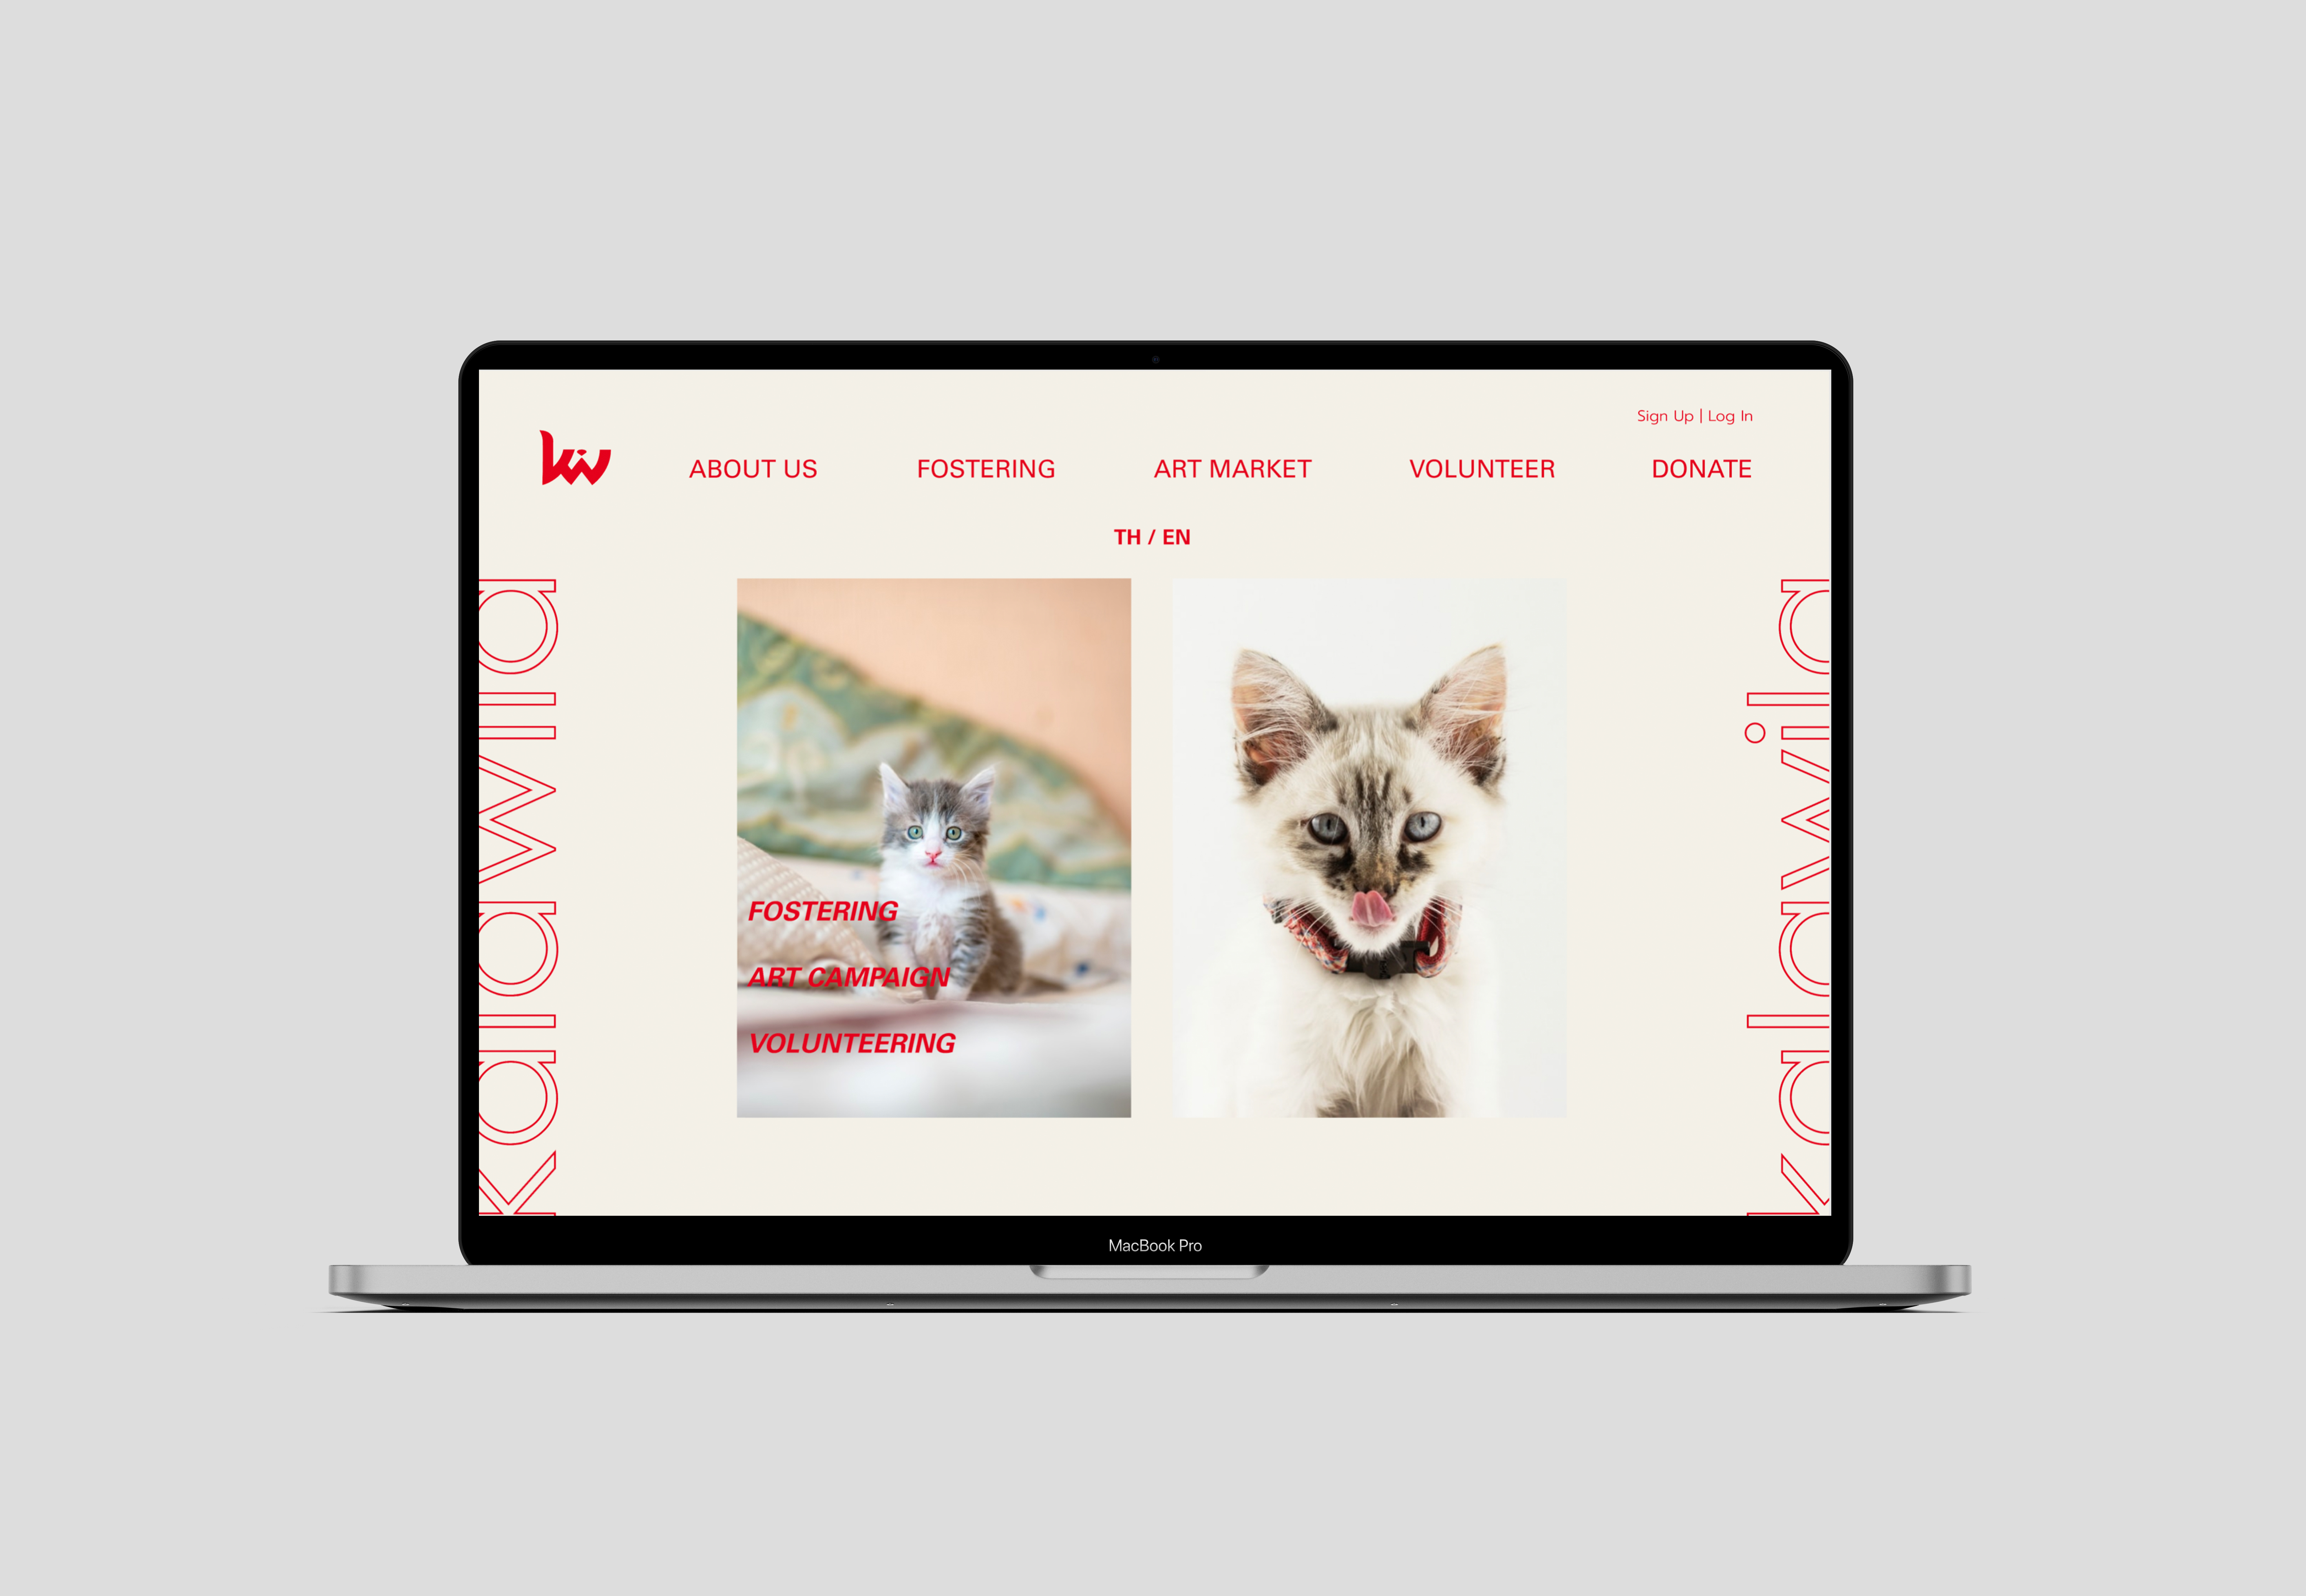 Sign Up | Log In
kw
ABOUT US
FOSTERING
ART MARKET
VOLUNTEER
DONATE
TH / EN
kalawila
FOSTERING
ART CAMPAIGN
VOLUNTEERING
kalawila
MacBook Pro